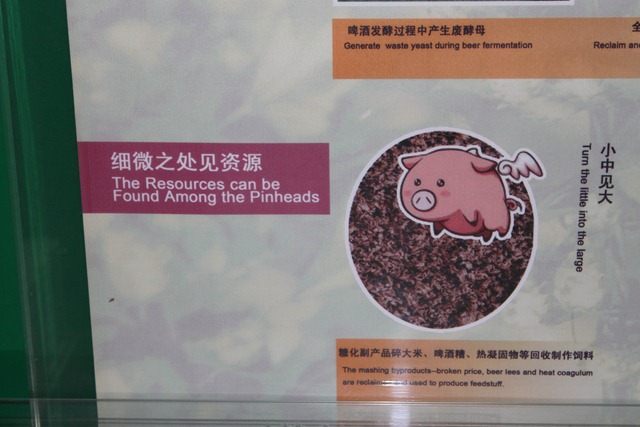 啤酒发酵过程中产生废酵母
Generate waste yeast during beer fermentation
Reclaim and
细微之处见资源
The Resources can be
Found Among the Pinheads
小中见大
Turn the little into the large
糖化副产品碎大米、啤酒糟、热凝固物等回收制作饲料
The mashing byproducts--broken price, beer lees and heat coagulum
are reclaimed and used to produce feedstuff.